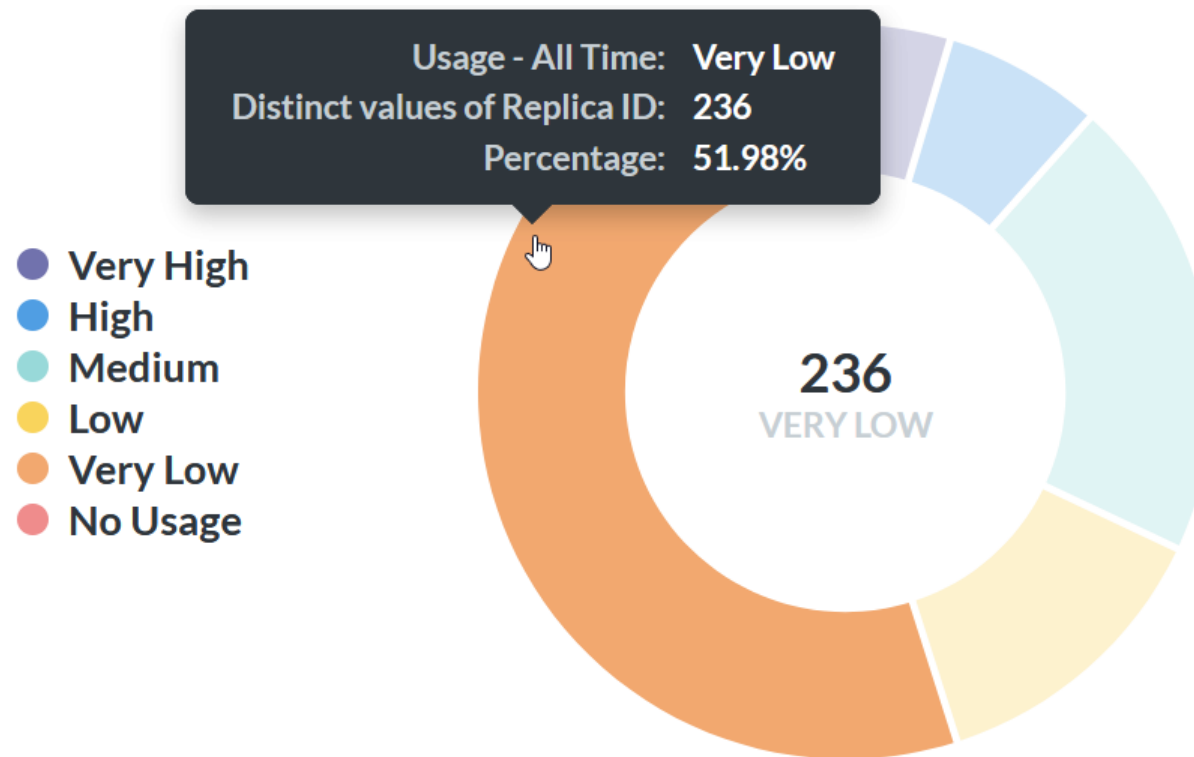 Usage - All Time: Very Low
Distinct values of Replica ID: 236
Percentage: 51.98%
Very High
High
Medium
Low
Very Low
No Usage
236
VERY LOW